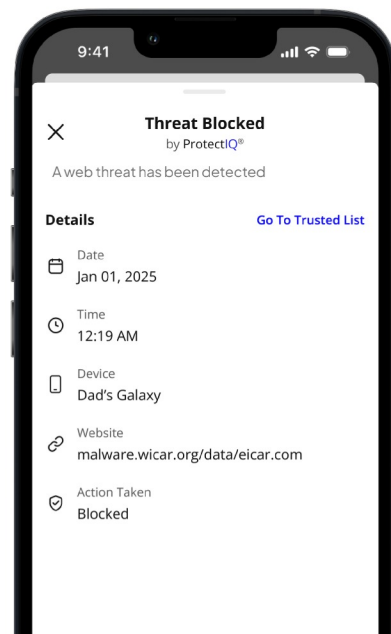 9:41
Threat Blocked
by ProtectIQ®
A web threat has been detected
Details
Go To Trusted List
Date
Jan 01, 2025
Time
12:19 AM
Device
Dad's Galaxy
Website
malware.wicar.org/data/eicar.com
Action Taken
Blocked